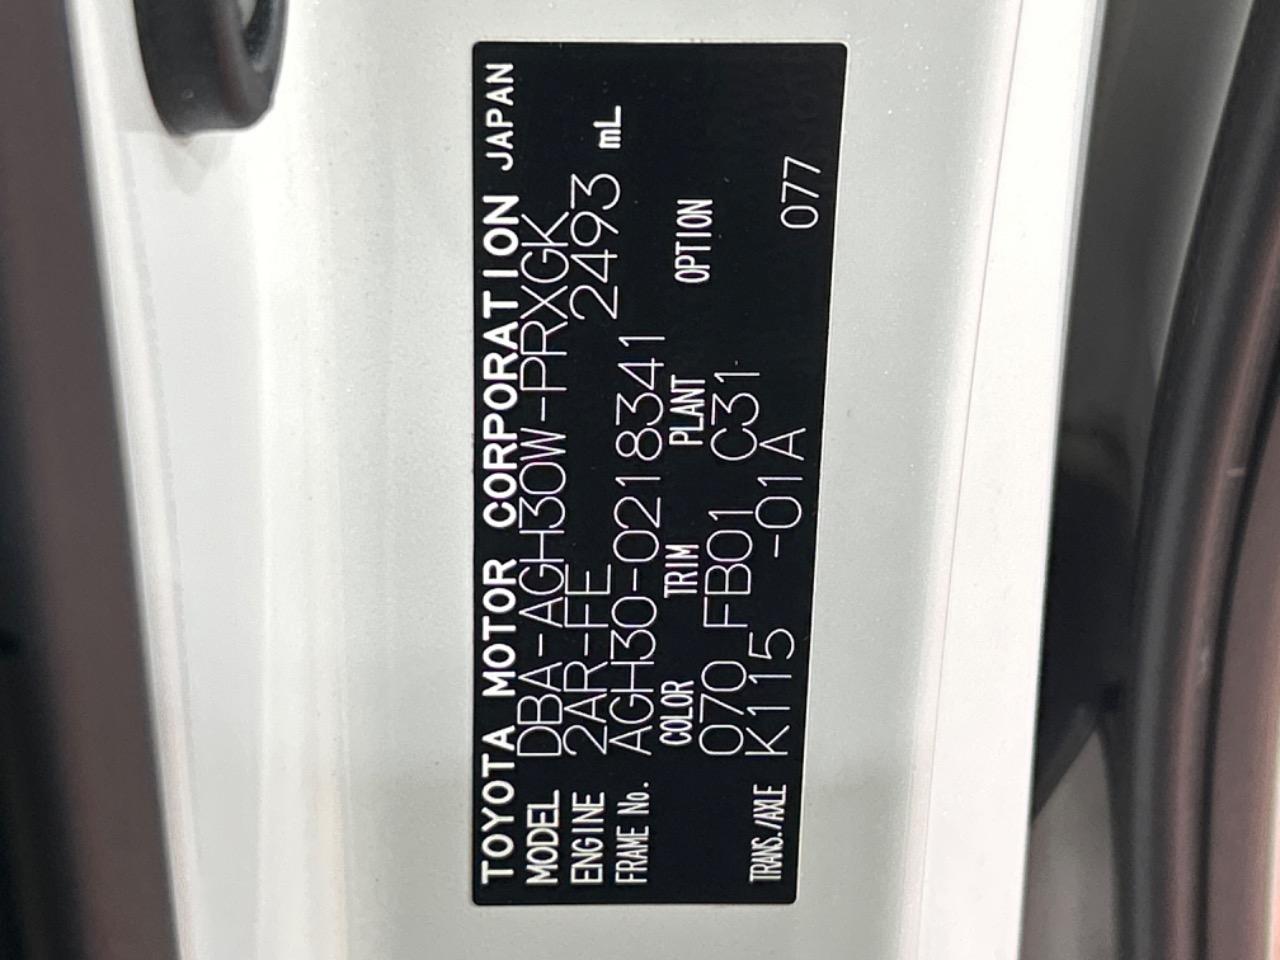 TOYOTA MOTOR CORPORATION JAPAN
MODEL DBA-AGH30W-PRXGK
ENGINE 2AR-FE 2493 mL
FRAME No. AGH30-0218341
COLOR TRIM PLANT OPTION
070 FB01 C31
TRANS./AXLE K115 -01A 077